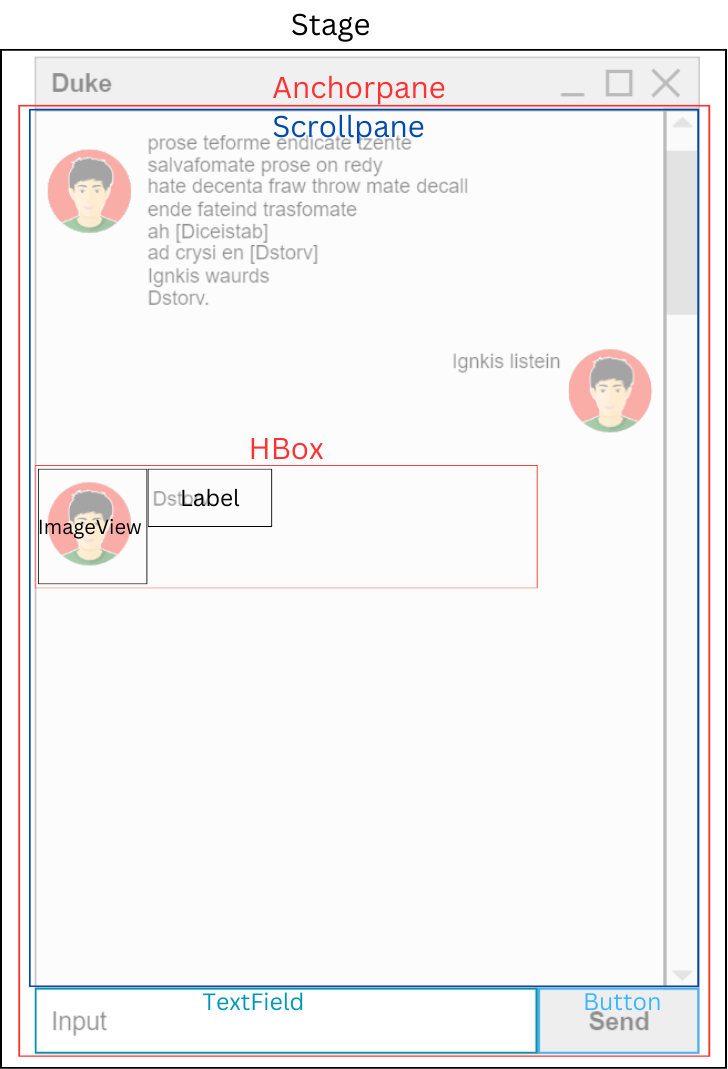 Stage
Duke
Anchorpane
Scrollpane
prose teforme endicate tzente
salvafomate prose on redy
hate decenta fraw throw mate decall
ende fateind trasfomate
ah [Diceistab]
ad crysi en [Dstorv]
Ignkis waurds
Dstorv.
Ignkis listein
HBox
ImageView
Label
TextField
Button
Input
Send